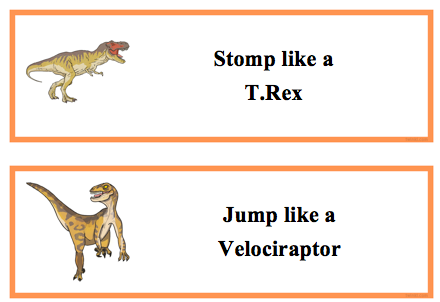 Stomp like a
T.Rex
Jump like a
Velociraptor